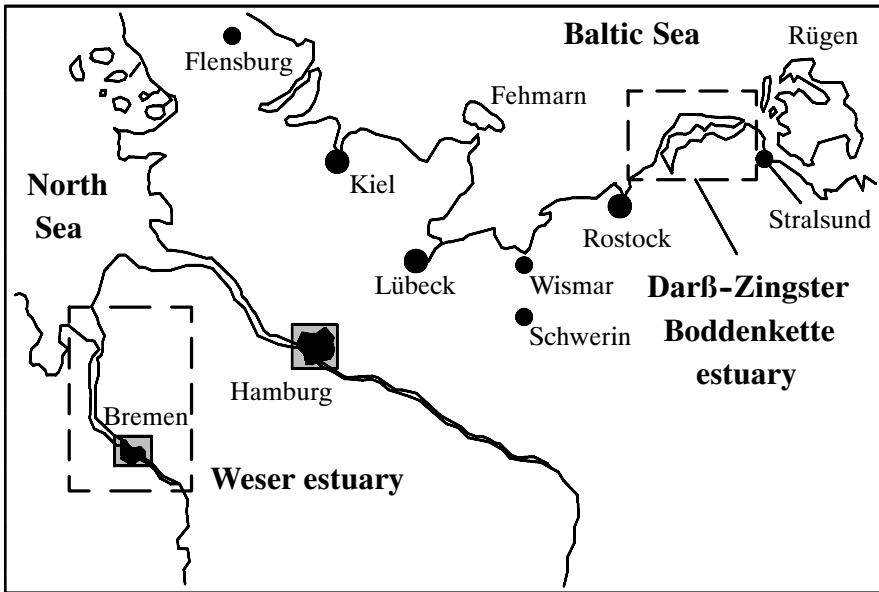 Baltic Sea
Rügen
Flensburg
Fehmarn
North
Sea
Kiel
Stralsund
Rostock
Lübeck
Wismar
Darß-Zingster
Boddenkette
estuary
Schwerin
Hamburg
Bremen
Weser estuary